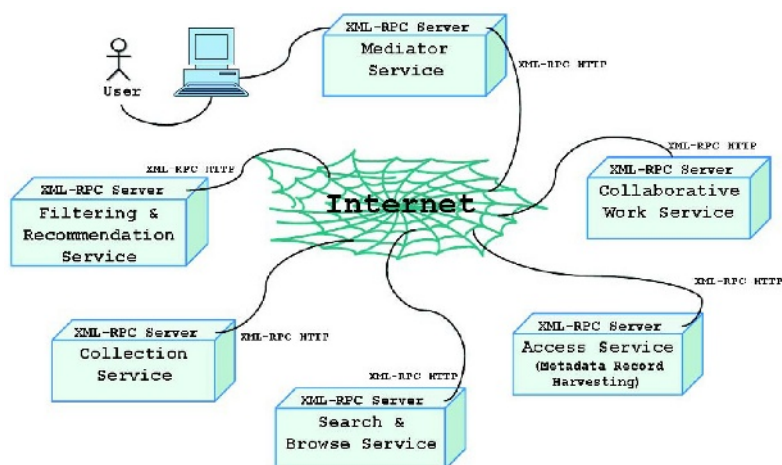 XML-RPC Server
Mediator
Service
XML-RPC HTTP
User
XML-RPC HTTP
XML-RPC Server
Filtering &
Recommendation
Service
Internet
XML-RPC HTTP
XML-RPC Server
Collaborative
Work Service
XML-RPC HTTP
XML-RPC Server
Collection
Service
XML-RPC HTTP
XML-RPC Server
Access Service
(Metadata Record
Harvesting)
XML-RPC HTTP
XML-RPC Server
Search &
Browse Service